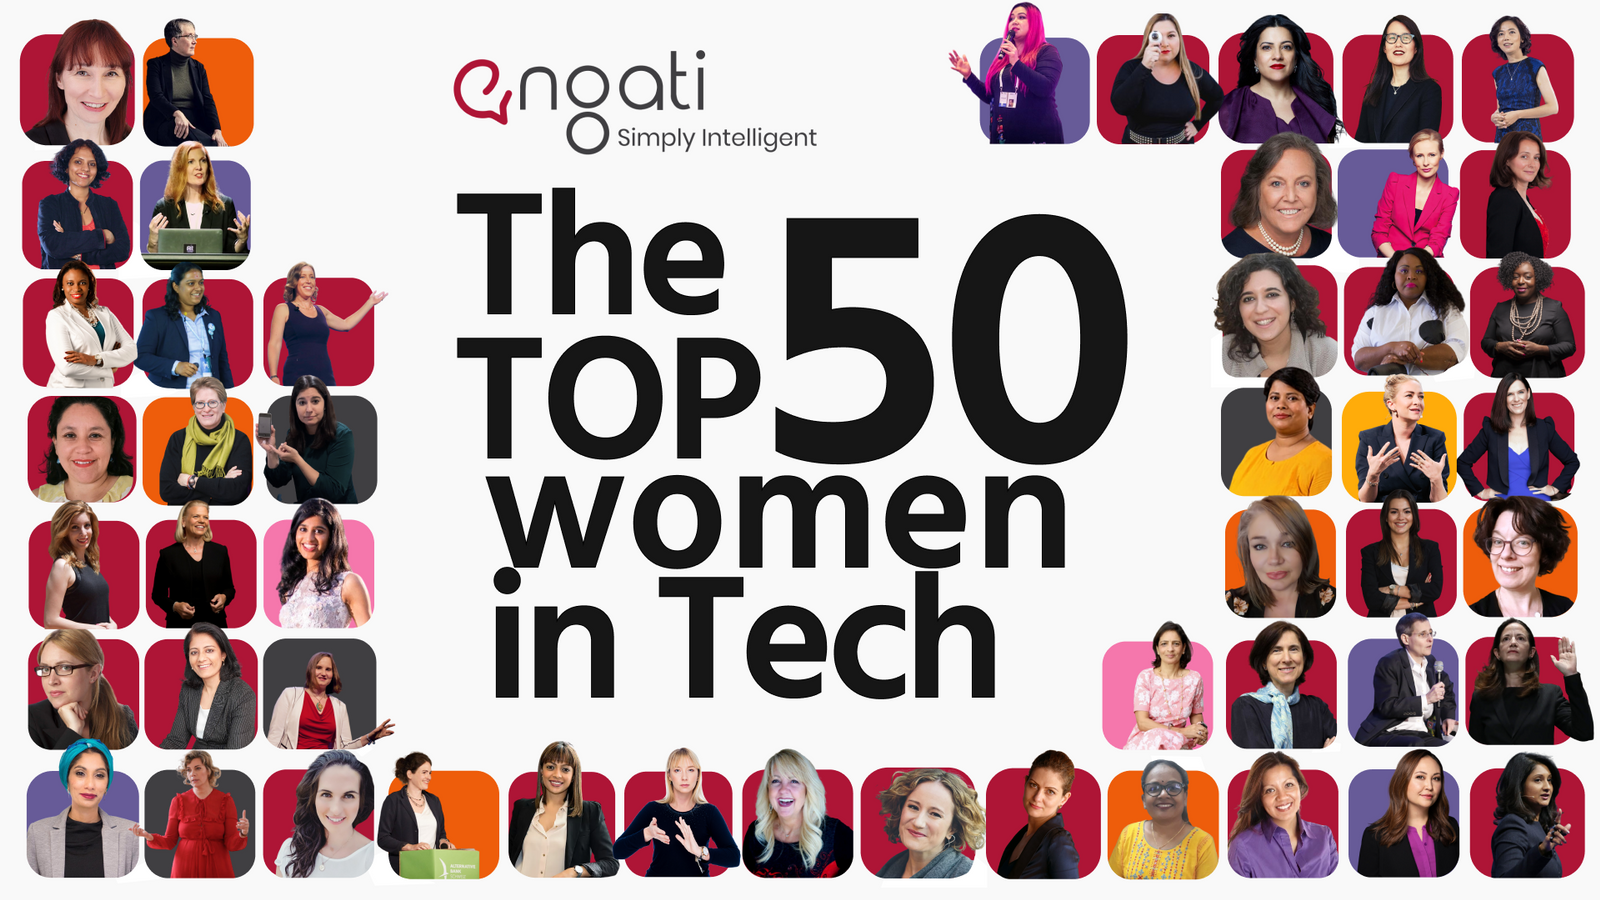 engati
Simply Intelligent
The
TOP 50
women
in Tech